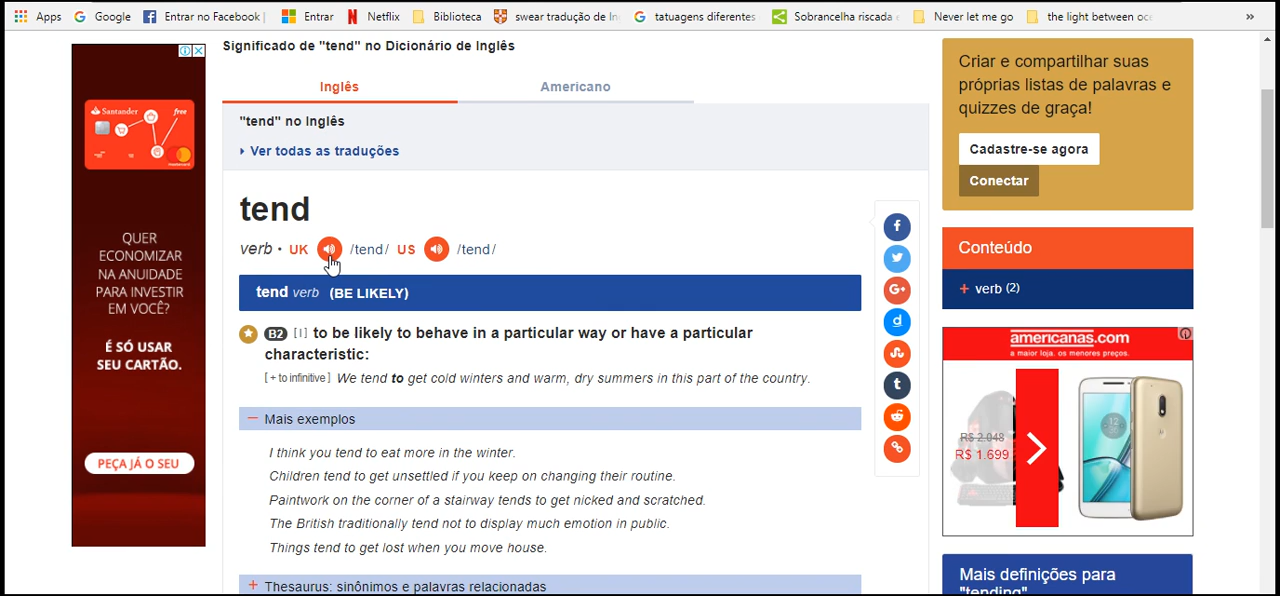 Apps Google Entrar no Facebook Entrar Netflix Biblioteca swear tradução de In tatuagens diferentes Sobrancelha riscada Never let me go the light between oce »
Significado de "tend" no Dicionário de Inglês
Inglês Americano
"tend" no Inglês
Ver todas as traduções
tend
verb • UK /tend/ US /tend/
tend verb (BE LIKELY)
B2 [ I ] to be likely to behave in a particular way or have a particular
characteristic:
[ + to infinitive ] We tend to get cold winters and warm, dry summers in this part of the country.
– Mais exemplos
I think you tend to eat more in the winter.
Children tend to get unsettled if you keep on changing their routine.
Paintwork on the corner of a stairway tends to get nicked and scratched.
The British traditionally tend not to display much emotion in public.
Things tend to get lost when you move house.
+ Thesaurus: sinônimos e palavras relacionadas
Santander free
QUER
ECONOMIZAR
NA ANUIDADE
PARA INVESTIR
EM VOCÊ?
É SÓ USAR
SEU CARTÃO.
PEÇA JÁ O SEU
f
G+
d
t
Criar e compartilhar suas
próprias listas de palavras e
quizzes de graça!
Cadastre-se agora
Conectar
Conteúdo
+ verb (2)
americanas.com
a maior loja. os menores preços.
R$ 2.048
R$ 1.699
Mais definições para
"tending"